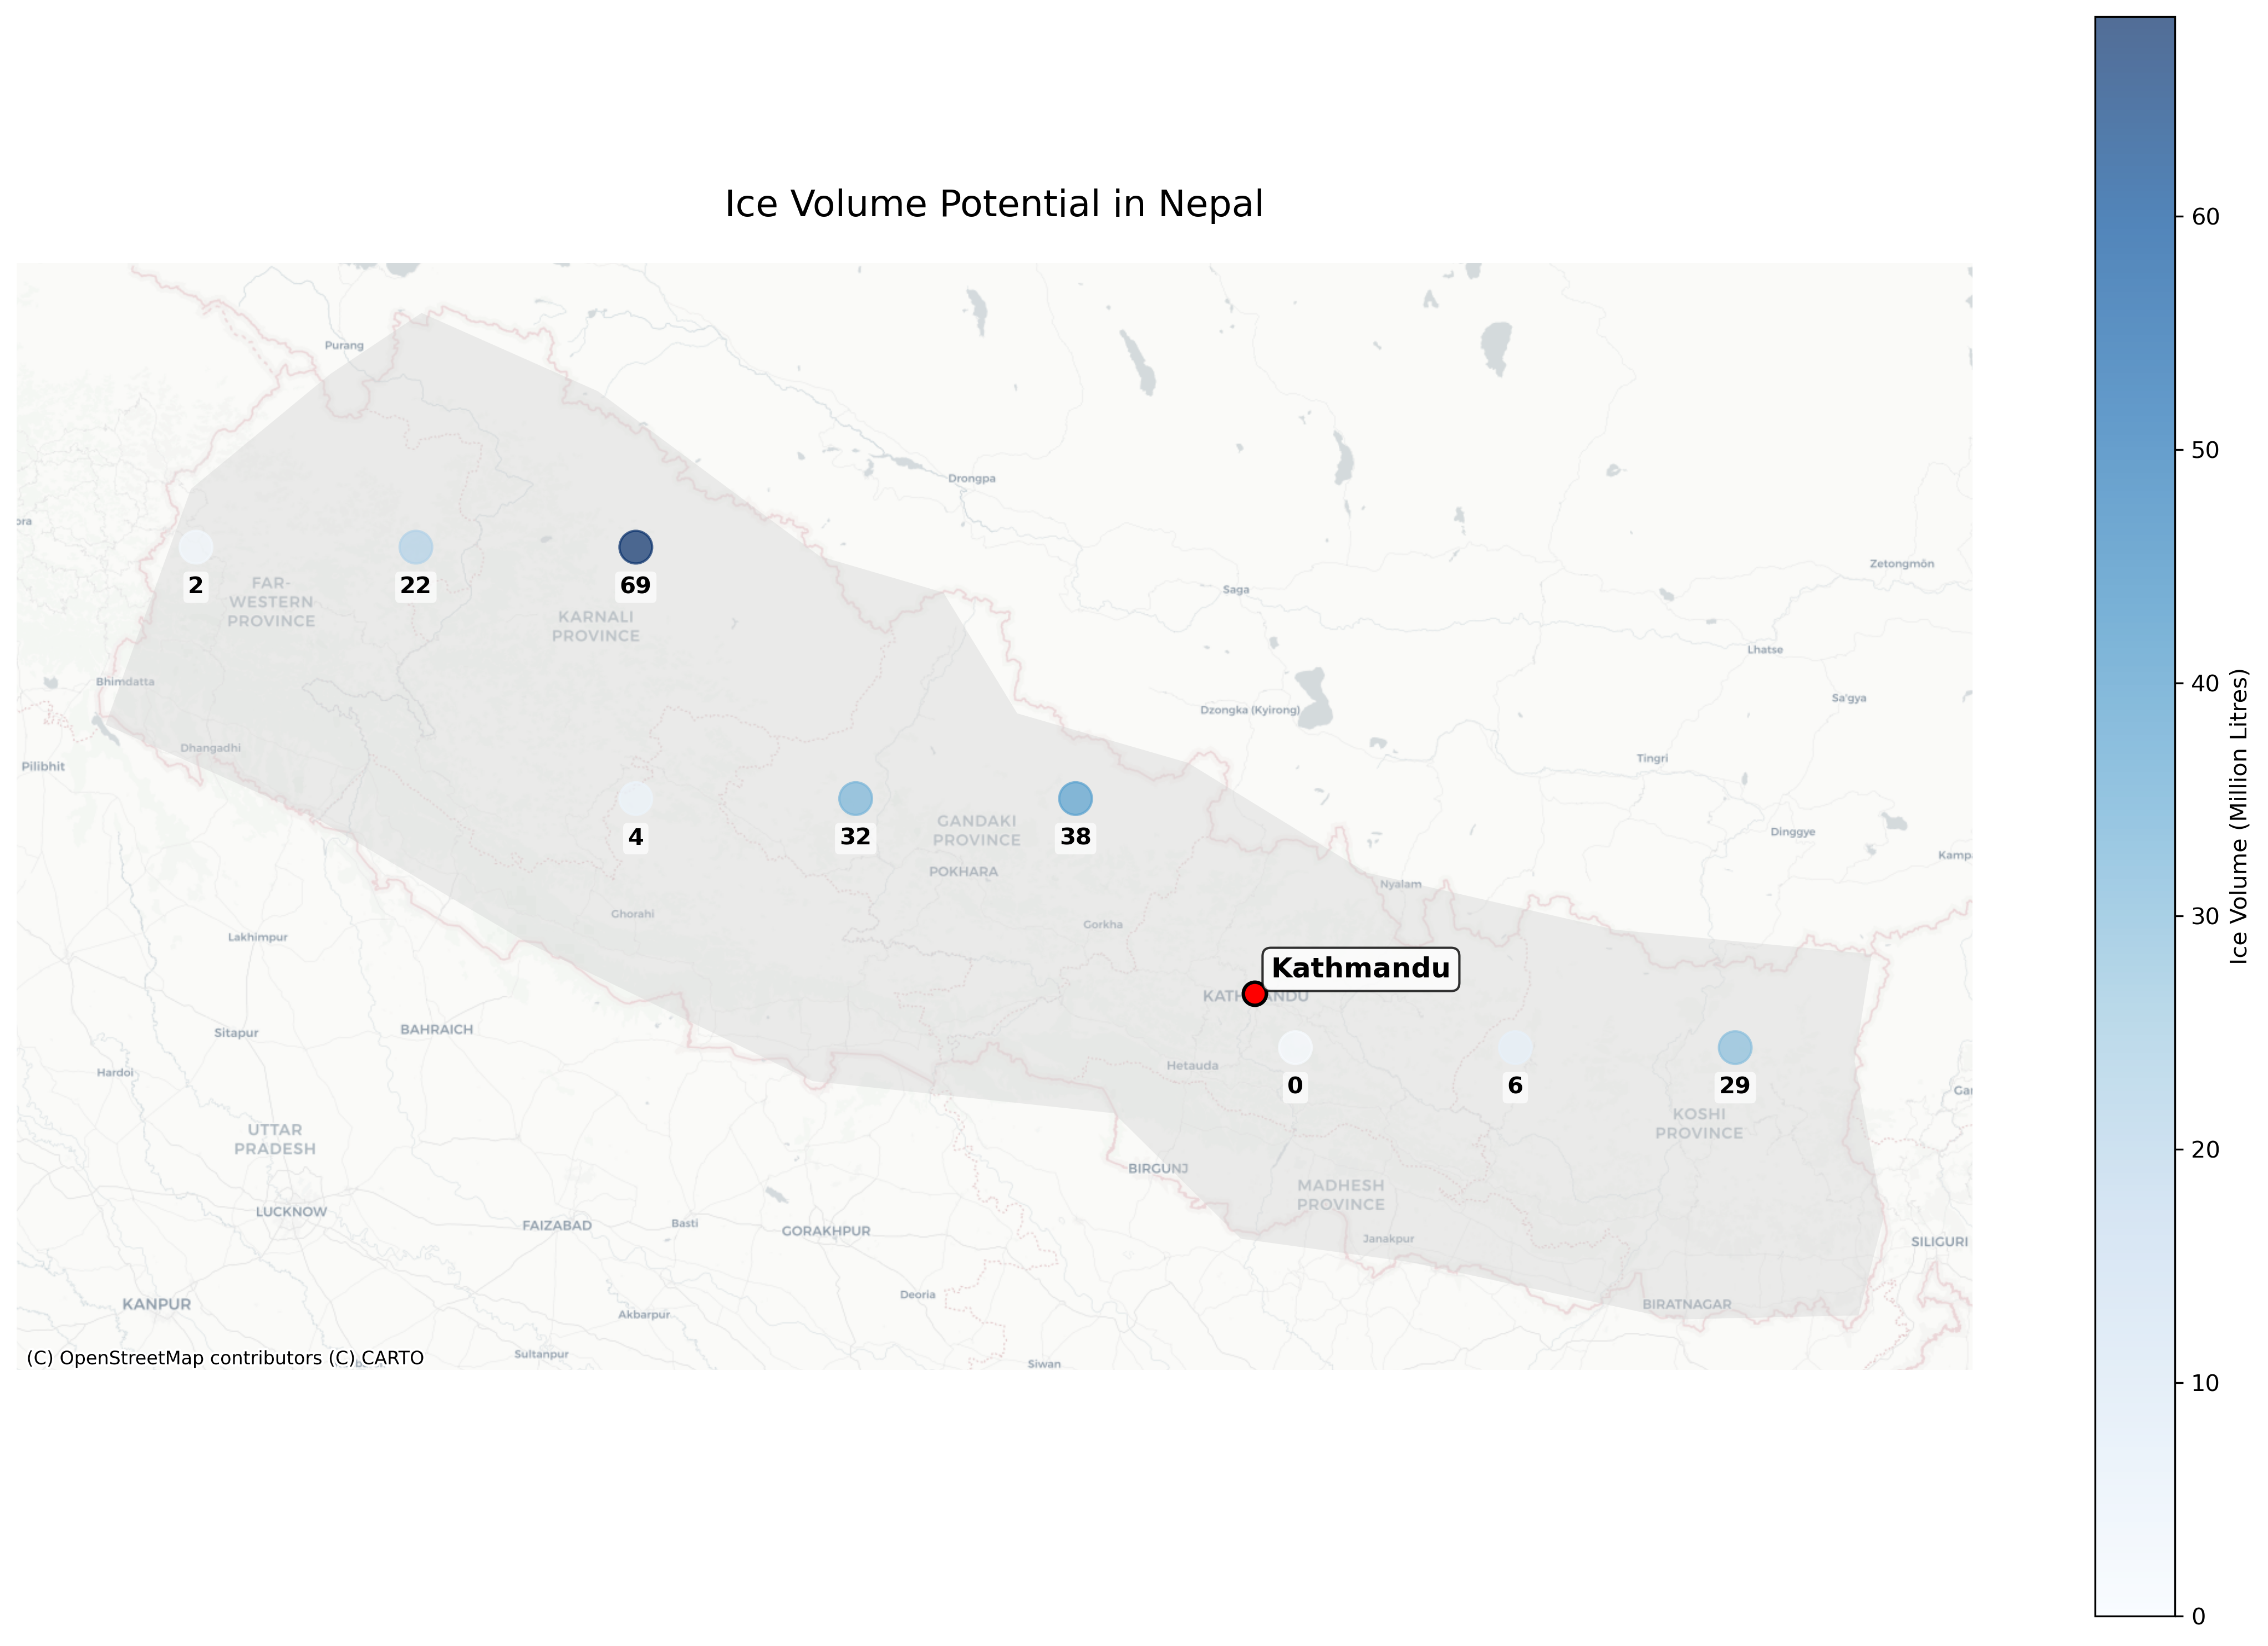 Ice Volume Potential in Nepal
Purang
Drongpa
Zetongmön
Saga
2
22
69
FAR-
WESTERN
PROVINCE
KARNALI
PROVINCE
Lhatse
Bhimdatta
Sa'gya
Dzongka (Kyirong)
Dhangadhi
Tingri
Pilibhit
4
32
38
GANDAKI
PROVINCE
Dinggye
Kamp
POKHARA
Nyalam
Ghorahi
Gorkha
Lakhimpur
Kathmandu
KATHMANDU
Sitapur
BAHRAICH
Hetauda
Hardoi
0
6
29
Ga
KOSHI
PROVINCE
UTTAR
PRADESH
BIRGUNJ
MADHESH
PROVINCE
LUCKNOW
FAIZABAD
Basti
GORAKHPUR
Janakpur
SILIGURI
Deoria
KANPUR
Akbarpur
BIRATNAGAR
Sultanpur
Siwan
(C) OpenStreetMap contributors (C) CARTO
60
50
40
30
20
10
0
Ice Volume (Million Litres)